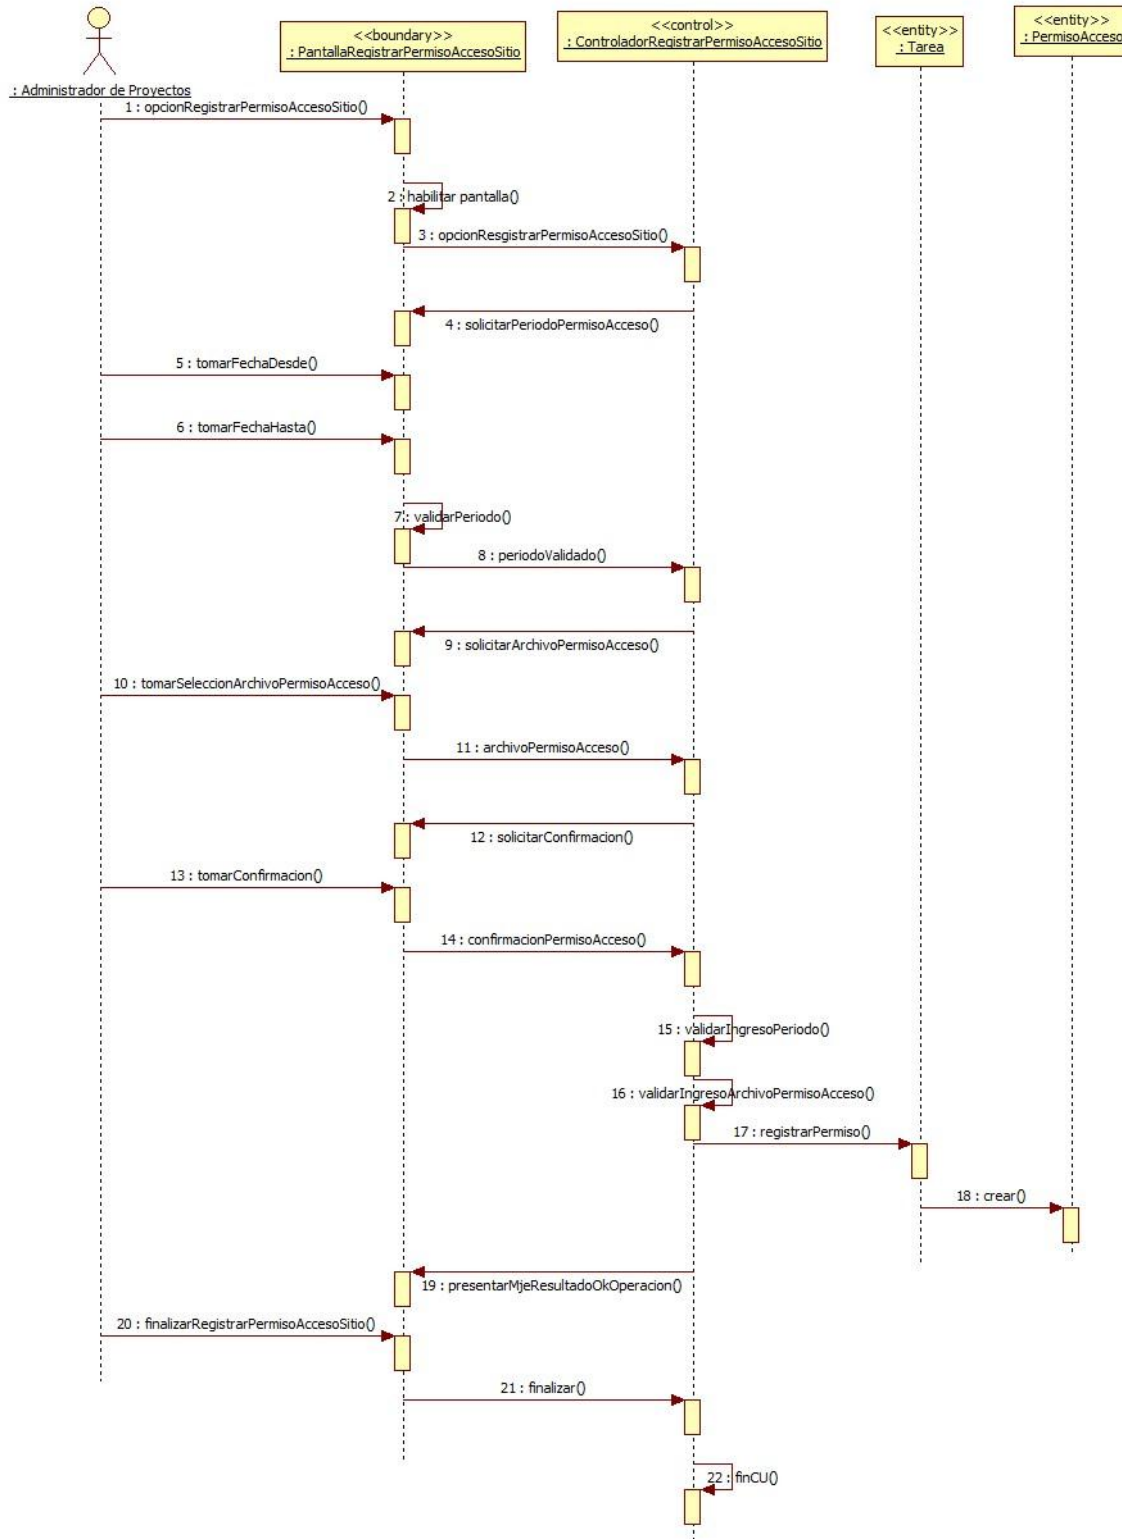 <<boundary>>
: PantallaRegistrarPermisoAccesoSitio
<<control>>
: ControladorRegistrarPermisoAccesoSitio
<<entity>>
: Tarea
<<entity>>
: PermisoAcceso
: Administrador de Proyectos
1 : opcionRegistrarPermisoAccesoSitio()
2 : habilitar pantalla()
3 : opcionResgistrarPermisoAccesoSitio()
4 : solicitarPeriodoPermisoAcceso()
5 : tomarFechaDesde()
6 : tomarFechaHasta()
7 : validarPeriodo()
8 : periodoValidado()
9 : solicitarArchivoPermisoAcceso()
10 : tomarSeleccionArchivoPermisoAcceso()
11 : archivoPermisoAcceso()
12 : solicitarConfirmacion()
13 : tomarConfirmacion()
14 : confirmacionPermisoAcceso()
15 : validarIngresoPeriodo()
16 : validarIngresoArchivoPermisoAcceso()
17 : registrarPermiso()
18 : crear()
19 : presentarMjeResultadoOkOperacion()
20 : finalizarRegistrarPermisoAccesoSitio()
21 : finalizar()
22 : finCU()